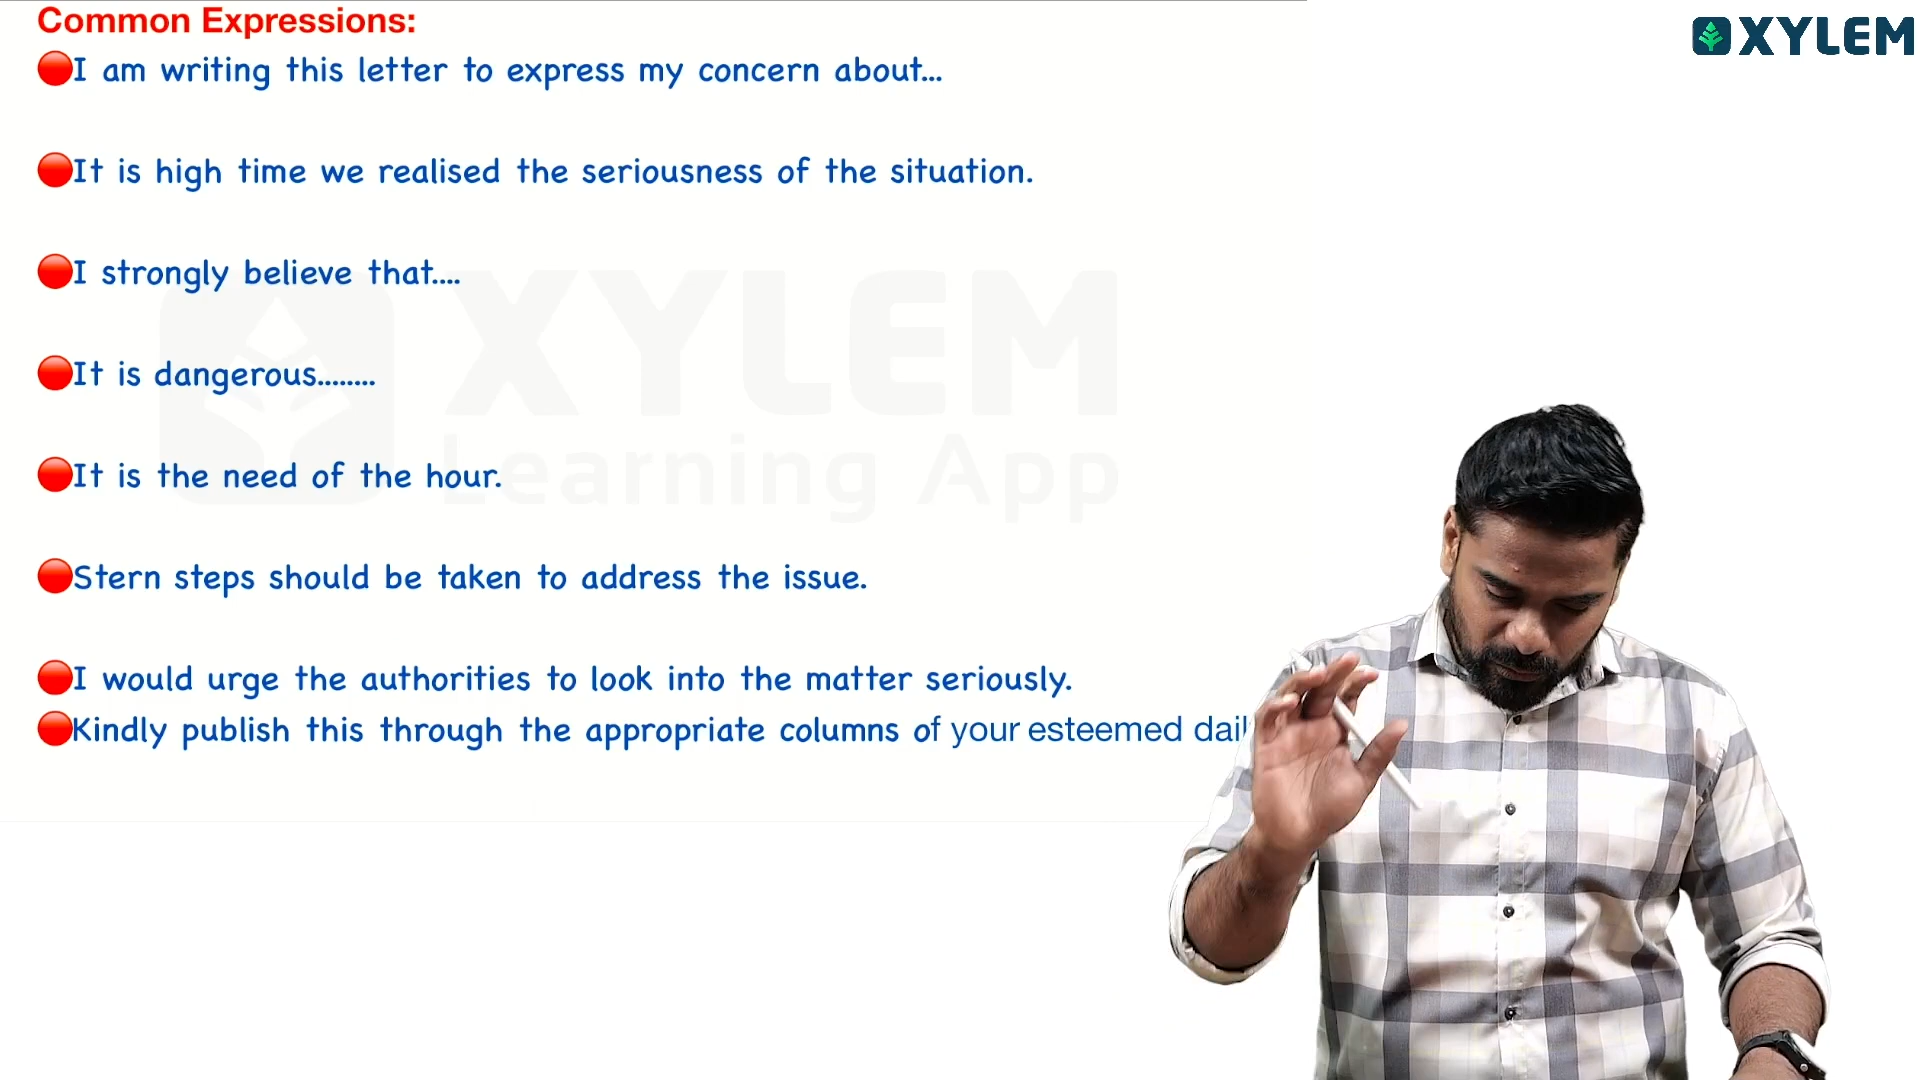 Common Expressions:
XYLEM
🔴I am writing this letter to express my concern about...
🔴It is high time we realised the seriousness of the situation.
🔴I strongly believe that....
🔴It is dangerous........
🔴It is the need of the hour.
🔴Stern steps should be taken to address the issue.
🔴I would urge the authorities to look into the matter seriously.
🔴Kindly publish this through the appropriate columns of your esteemed
XYLEM
Learning App